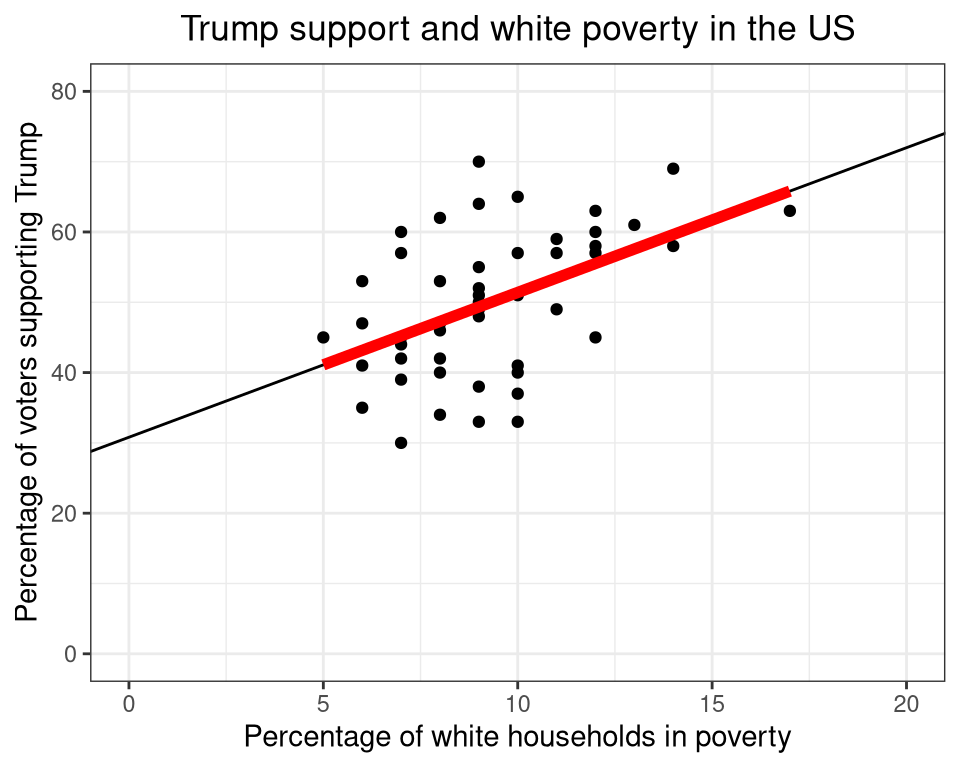 Trump support and white poverty in the US
Percentage of voters supporting Trump
80
60
40
20
0
0 5 10 15 20
Percentage of white households in poverty